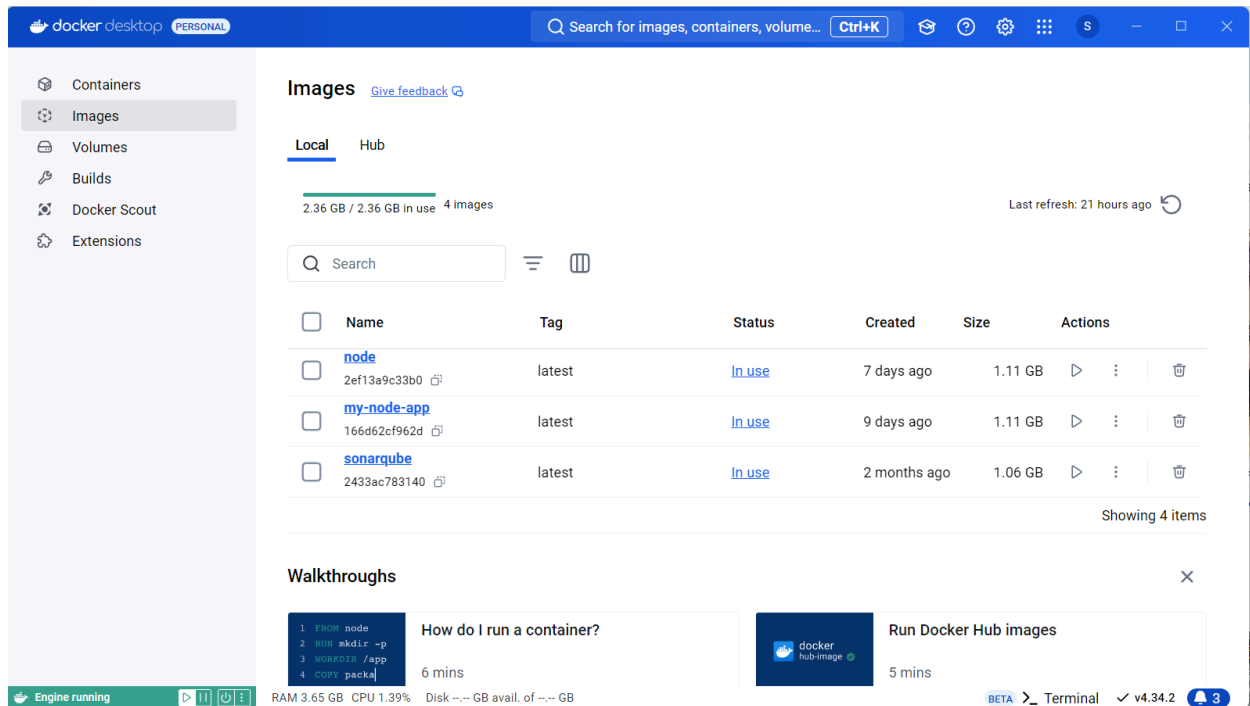 docker desktop PERSONAL
Search for images, containers, volume... Ctrl+K
S
Containers
Images
Volumes
Builds
Docker Scout
Extensions
Images Give feedback
Local Hub
2.36 GB / 2.36 GB in use 4 images
Last refresh: 21 hours ago
Search
Name Tag Status Created Size Actions
node
2ef13a9c33b0
latest In use 7 days ago 1.11 GB
my-node-app
166d62cf962d
latest In use 9 days ago 1.11 GB
sonarqube
2433ac783140
latest In use 2 months ago 1.06 GB
Showing 4 items
Walkthroughs
1 FROM node
2 RUN mkdir -p
3 WORKDIR /app
4 COPY packa
How do I run a container?
6 mins
docker
hub-image
Run Docker Hub images
5 mins
Engine running
RAM 3.65 GB CPU 1.39% Disk --.-- GB avail. of --.-- GB
BETA >_ Terminal v4.34.2 3